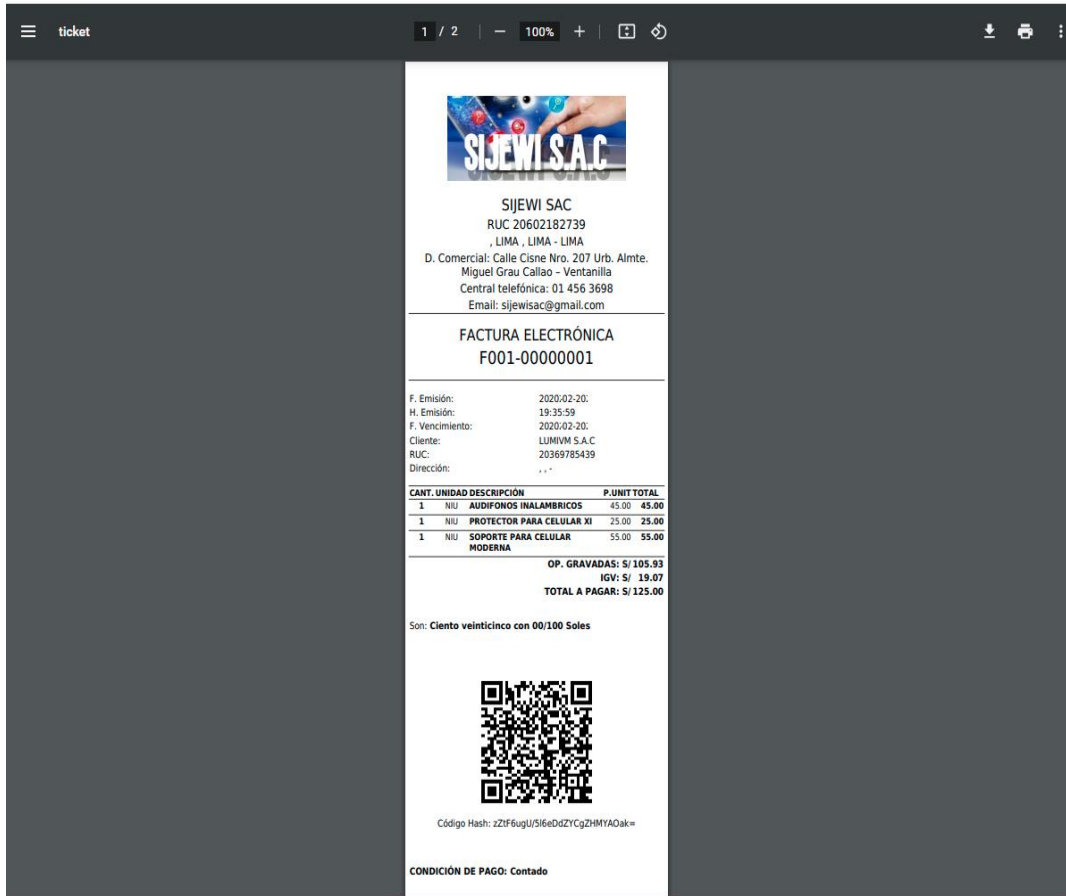 ticket
1 / 2
100%
SIJEWI S.A.C
SIJEWI SAC
RUC 20602182739
, LIMA , LIMA - LIMA
D. Comercial: Calle Cisne Nro. 207 Urb. Almte.
Miguel Grau Callao – Ventanilla
Central telefónica: 01 456 3698
Email: sijewisac@gmail.com
FACTURA ELECTRÓNICA
F001-00000001
F. Emisión:
H. Emisión: 19:35:59
F. Vencimiento:
Cliente: LUMIVM S.A.C
RUC: 20369785439
Dirección: , , -
CANT. UNIDAD DESCRIPCIÓN P.UNIT TOTAL
1 NIU AUDIFONOS INALAMBRICOS 45.00 45.00
1 NIU PROTECTOR PARA CELULAR XI 25.00 25.00
1 NIU SOPORTE PARA CELULAR 55.00 55.00
MODERNA
OP. GRAVADAS: S/ 105.93
IGV: S/ 19.07
TOTAL A PAGAR: S/ 125.00
Son: Ciento veinticinco con 00/100 Soles
Código Hash: zZtF6ugU/5l6eDdZYCgZHMYAOak=
CONDICIÓN DE PAGO: Contado